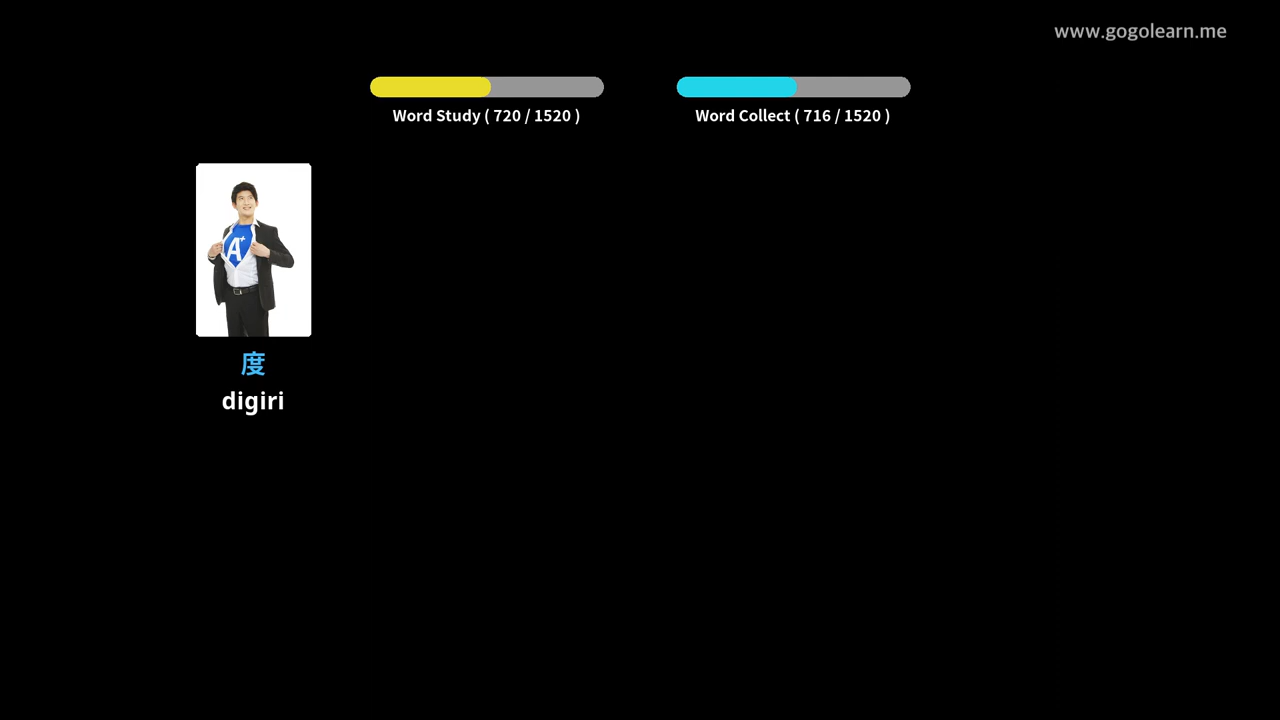 www.gogolearn.me
Word Study ( 720 / 1520 )
Word Collect ( 716 / 1520 )
A+
度
digiri